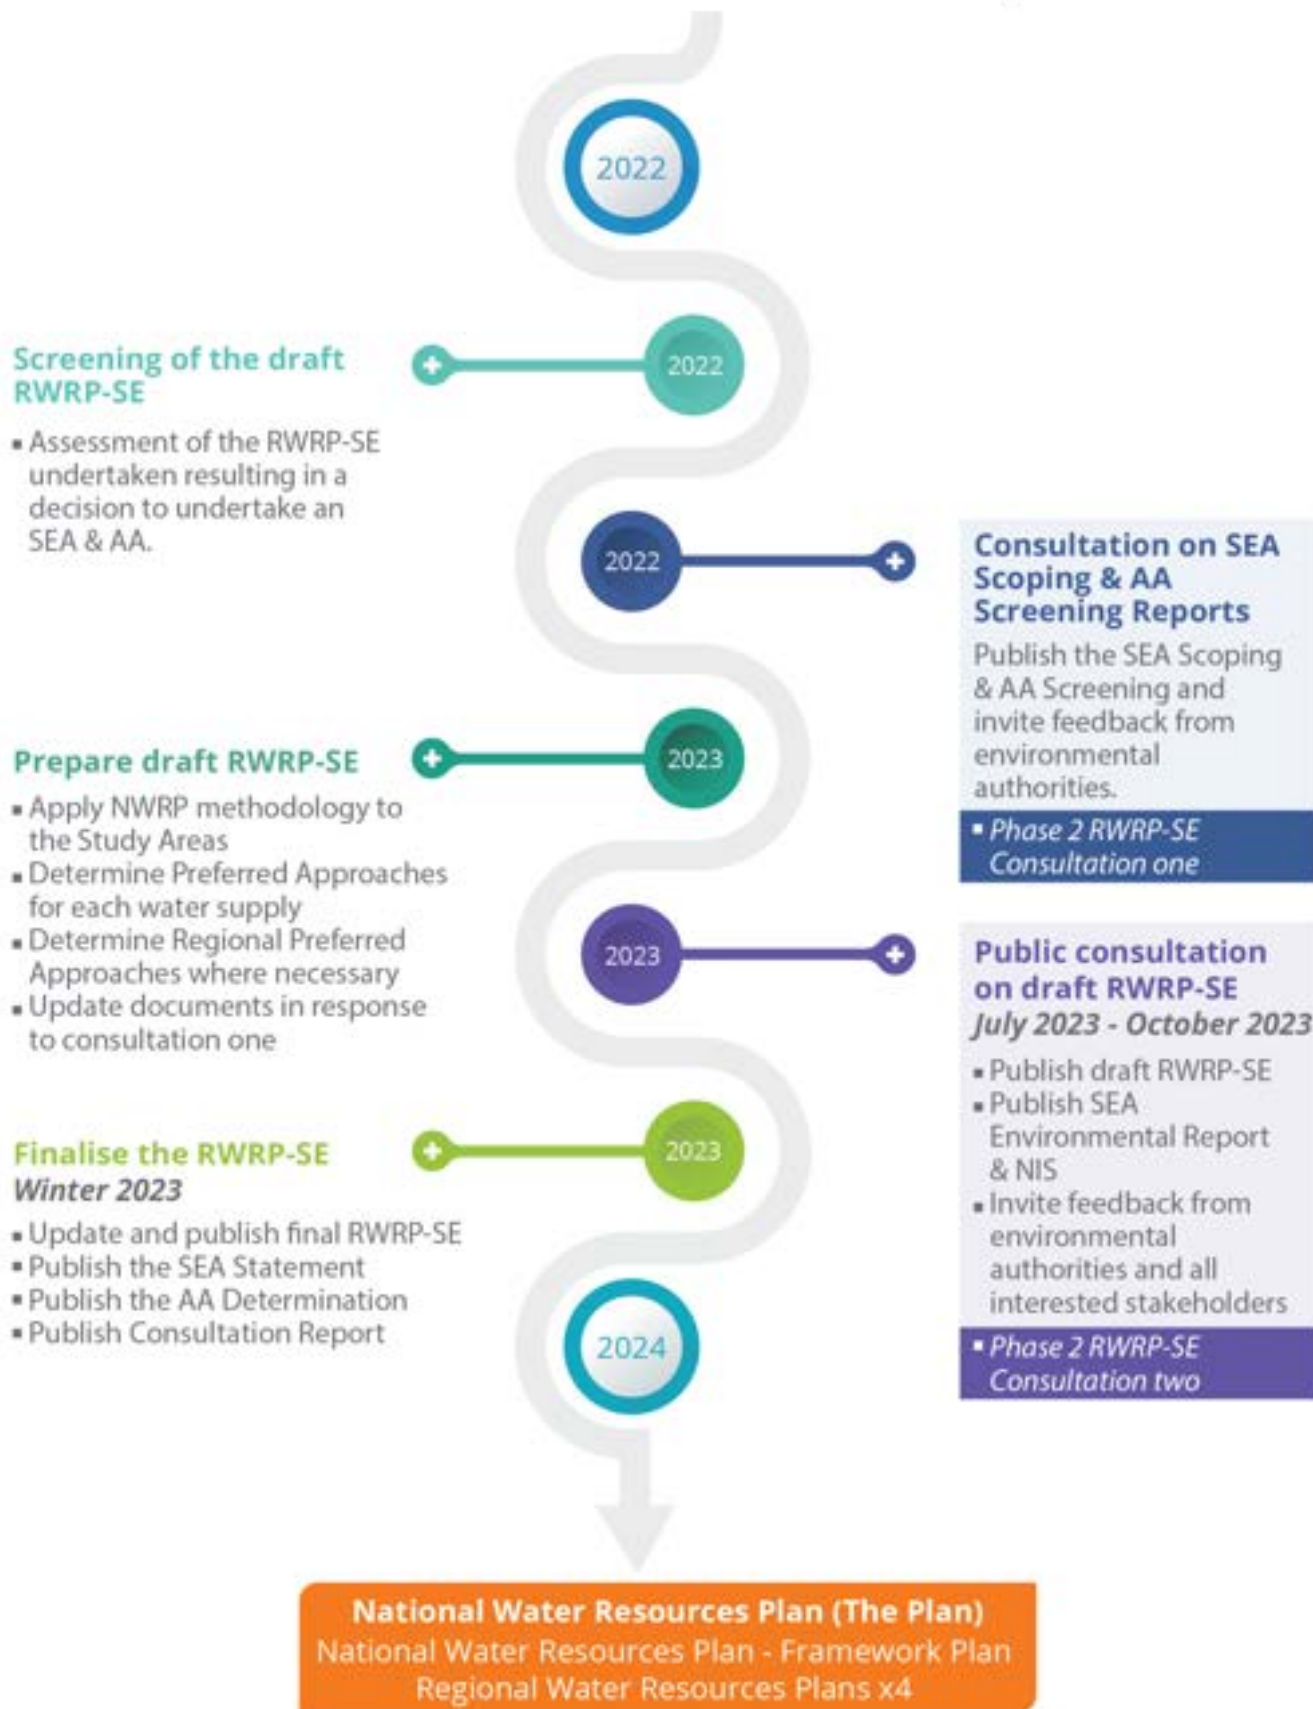 2022
2022
Screening of the draft
RWRP-SE
▪ Assessment of the RWRP-SE
undertaken resulting in a
decision to undertake an
SEA & AA.
2022
Consultation on SEA
Scoping & AA
Screening Reports
Publish the SEA Scoping
& AA Screening and
invite feedback from
environmental
authorities.
▪ Phase 2 RWRP-SE
Consultation one
2023
Prepare draft RWRP-SE
▪ Apply NWRP methodology to
the Study Areas
▪ Determine Preferred Approaches
for each water supply
▪ Determine Regional Preferred
Approaches where necessary
▪ Update documents in response
to consultation one
2023
Public consultation
on draft RWRP-SE
July 2023 - October 2023
▪ Publish draft RWRP-SE
▪ Publish SEA
Environmental Report
& NIS
▪ Invite feedback from
environmental
authorities and all
interested stakeholders
▪ Phase 2 RWRP-SE
Consultation two
2023
Finalise the RWRP-SE
Winter 2023
▪ Update and publish final RWRP-SE
▪ Publish the SEA Statement
▪ Publish the AA Determination
▪ Publish Consultation Report
2024
National Water Resources Plan (The Plan)
National Water Resources Plan - Framework Plan
Regional Water Resources Plans x4